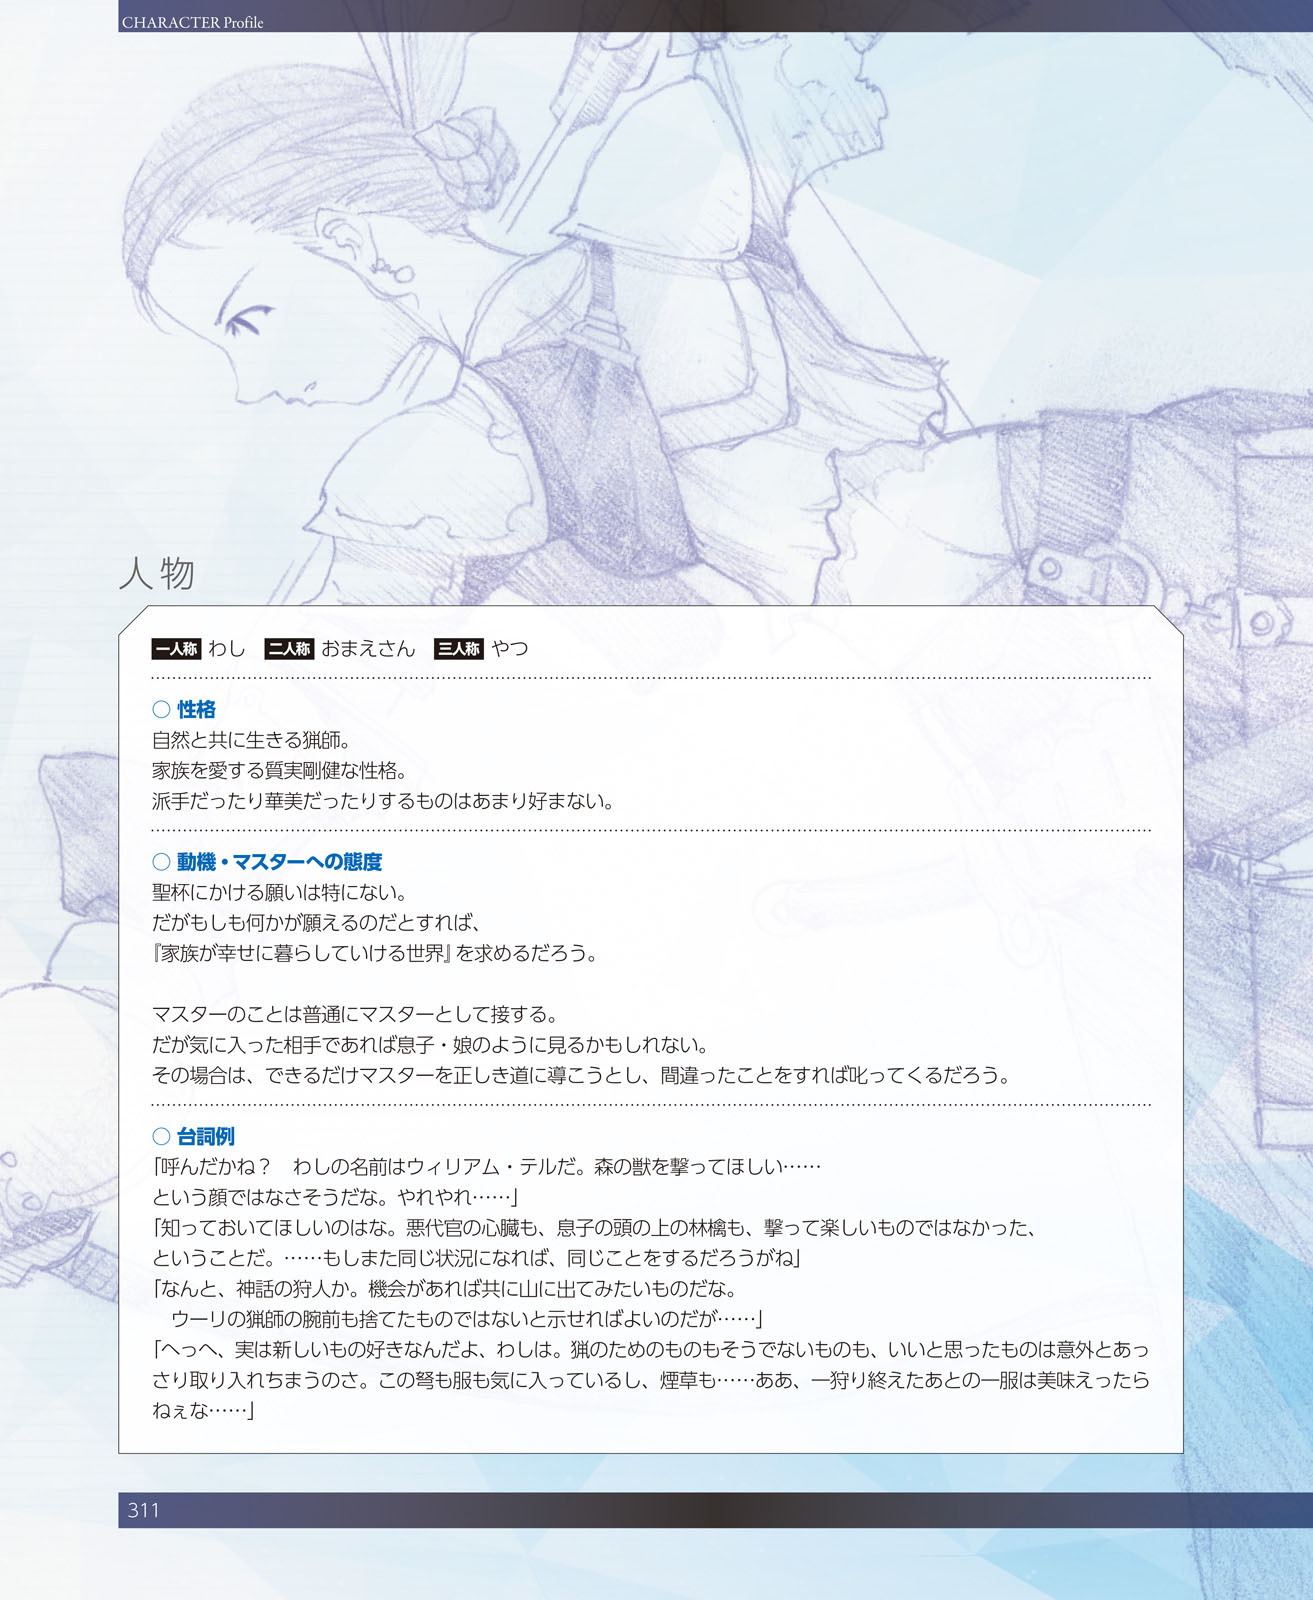 CHARACTER Profile
人物
一人称 わし 二人称 おまえさん 三人称 やつ
○ 性格
自然と共に生きる猟師。
家族を愛する質実剛健な性格。
派手だったり華美だったりするものはあまり好まない。
○ 動機・マスターへの態度
聖杯にかける願いは特にない。
だがもしも何かが願えるのだとすれば、
『家族が幸せに暮らしていける世界』を求めるだろう。
マスターのことは普通にマスターとして接する。
だが気に入った相手であれば息子・娘のように見るかもしれない。
その場合は、できるだけマスターを正しき道に導こうとし、間違ったことをすれば叱ってくるだろう。
○ 台詞例
「呼んだかね？　わしの名前はウィリアム・テルだ。森の獣を撃ってほしい……
という顔ではなさそうだな。やれやれ……」
「知っておいてほしいのはな。悪代官の心臓も、息子の頭の上の林檎も、撃って楽しいものではなかった、
ということだ。……もしまた同じ状況になれば、同じことをするだろうがね」
「なんと、神話の狩人か。機会があれば共に山に出てみたいものだな。
　ウーリの猟師の腕前も捨てたものではないと示せればよいのだが……」
「へっへ、実は新しいもの好きなんだよ、わしは。猟のためのものもそうでないものも、いいと思ったものは意外とあっ
さり取り入れちまうのさ。この弩も服も気に入っているし、煙草も……ああ、一狩り終えたあとの一服は美味えったら
ねぇな……」
311